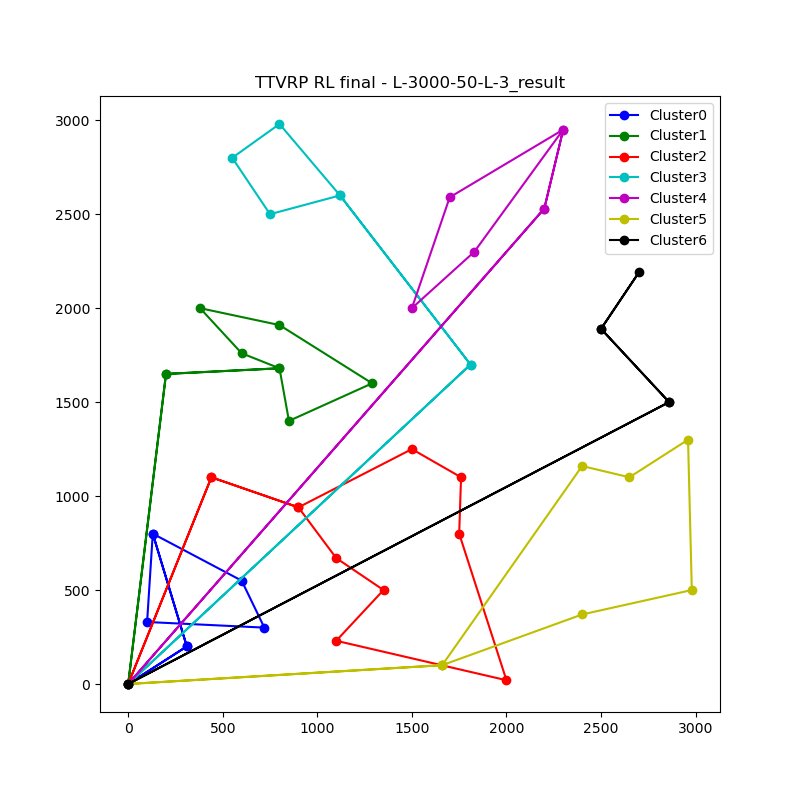 TTVRP RL final - L-3000-50-L-3_result
Cluster0
Cluster1
Cluster2
Cluster3
Cluster4
Cluster5
Cluster6
3000
2500
2000
1500
1000
500
0
0 500 1000 1500 2000 2500 3000